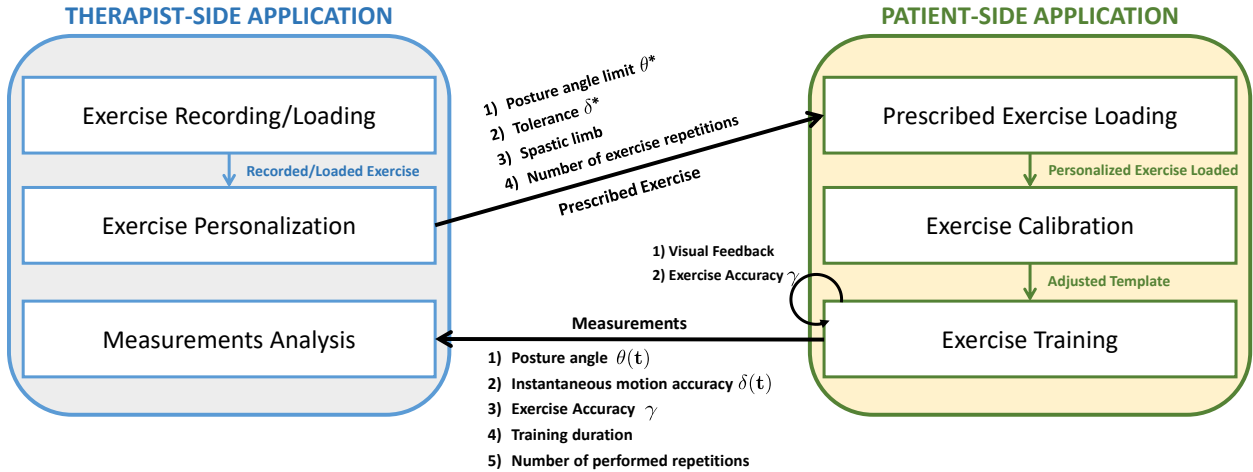 THERAPIST-SIDE APPLICATION
Exercise Recording/Loading
Recorded/Loaded Exercise
Exercise Personalization
Measurements Analysis
1) Posture angle limit θ*
2) Tolerance δ*
3) Spastic limb
4) Number of exercise repetitions
Prescribed Exercise
1) Visual Feedback
2) Exercise Accuracy γ
Measurements
1) Posture angle θ(t)
2) Instantaneous motion accuracy δ(t)
3) Exercise Accuracy γ
4) Training duration
5) Number of performed repetitions
PATIENT-SIDE APPLICATION
Prescribed Exercise Loading
Personalized Exercise Loaded
Exercise Calibration
Adjusted Template
Exercise Training